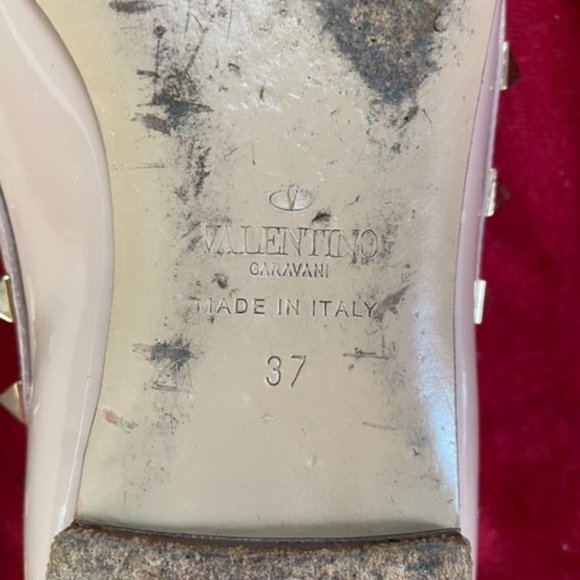 V
VALENTINO
GARAVANI
MADE IN ITALY
37